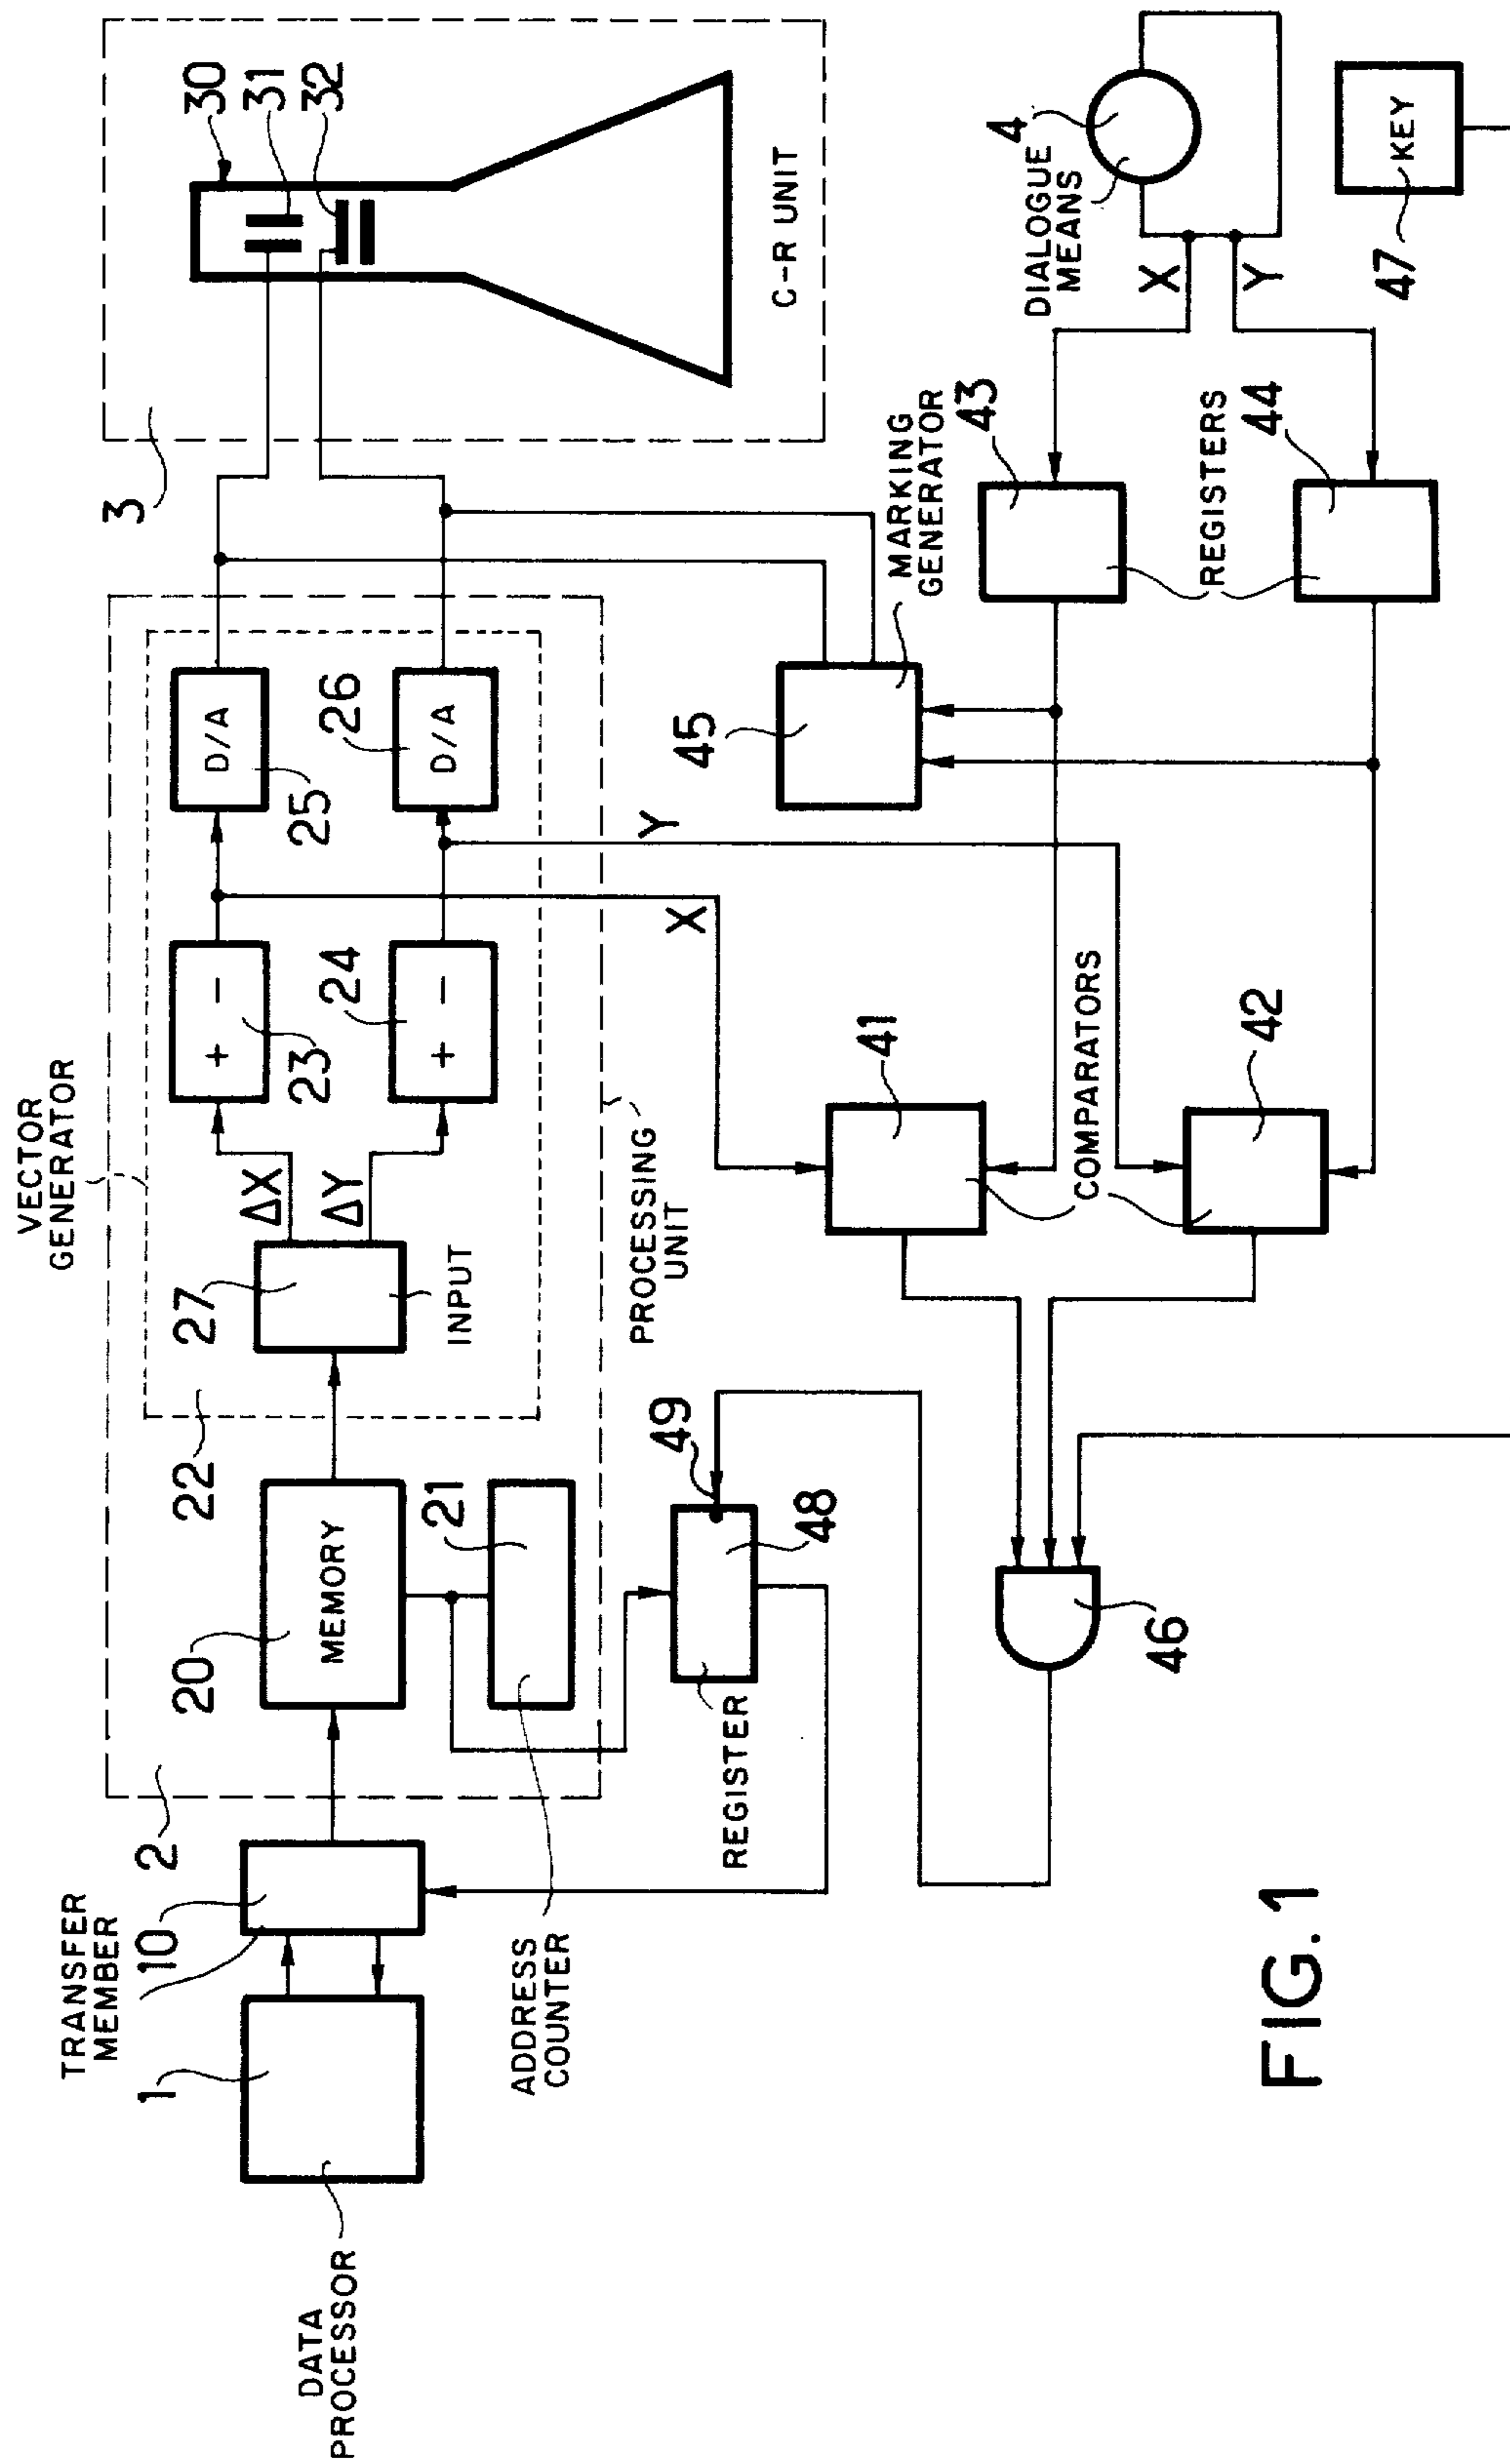 VECTOR
GENERATOR
TRANSFER
MEMBER
10
2
20
22
27
ΔX
ΔY
INPUT
+ -
23
24
+ -
D/A
25
26
D/A
3
30
31
32
C-R UNIT
1
DATA
PROCESSOR
MEMORY
21
ADDRESS
COUNTER
PROCESSING
UNIT
REGISTER
48
49
X
Y
45
MARKING
GENERATOR
41
COMPARATORS
42
43
REGISTERS
44
DIALOGUE
MEANS
4
X
Y
KEY
47
46
FIG. 1